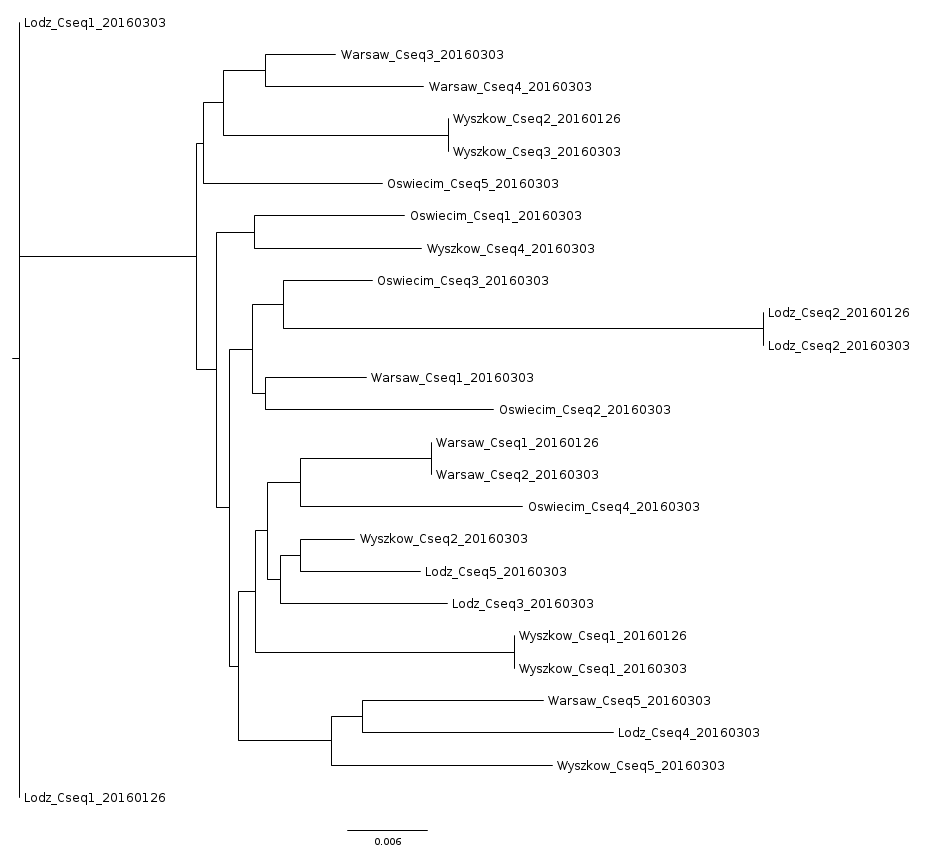 Lodz_Cseq1_20160303
Warsaw_Cseq3_20160303
Warsaw_Cseq4_20160303
Wyszkow_Cseq2_20160126
Wyszkow_Cseq3_20160303
Oswiecim_Cseq5_20160303
Oswiecim_Cseq1_20160303
Wyszkow_Cseq4_20160303
Oswiecim_Cseq3_20160303
Lodz_Cseq2_20160126
Lodz_Cseq2_20160303
Warsaw_Cseq1_20160303
Oswiecim_Cseq2_20160303
Warsaw_Cseq1_20160126
Warsaw_Cseq2_20160303
Oswiecim_Cseq4_20160303
Wyszkow_Cseq2_20160303
Lodz_Cseq5_20160303
Lodz_Cseq3_20160303
Wyszkow_Cseq1_20160126
Wyszkow_Cseq1_20160303
Warsaw_Cseq5_20160303
Lodz_Cseq4_20160303
Wyszkow_Cseq5_20160303
Lodz_Cseq1_20160126
0.006